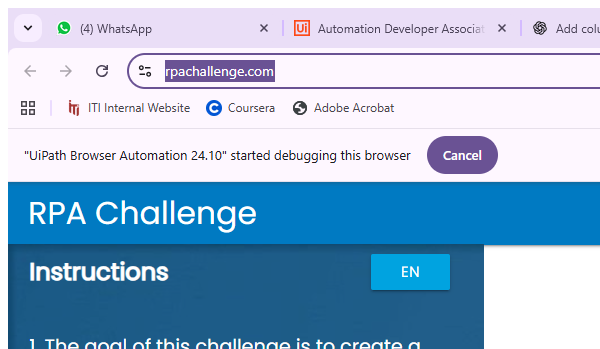 (4) WhatsApp
Ui Automation Developer Associat
Add colu
rpachallenge.com
ITI Internal Website
Coursera
Adobe Acrobat
"UiPath Browser Automation 24.10" started debugging this browser
Cancel
RPA Challenge
Instructions
EN
1. The goal of this challenge is to create a